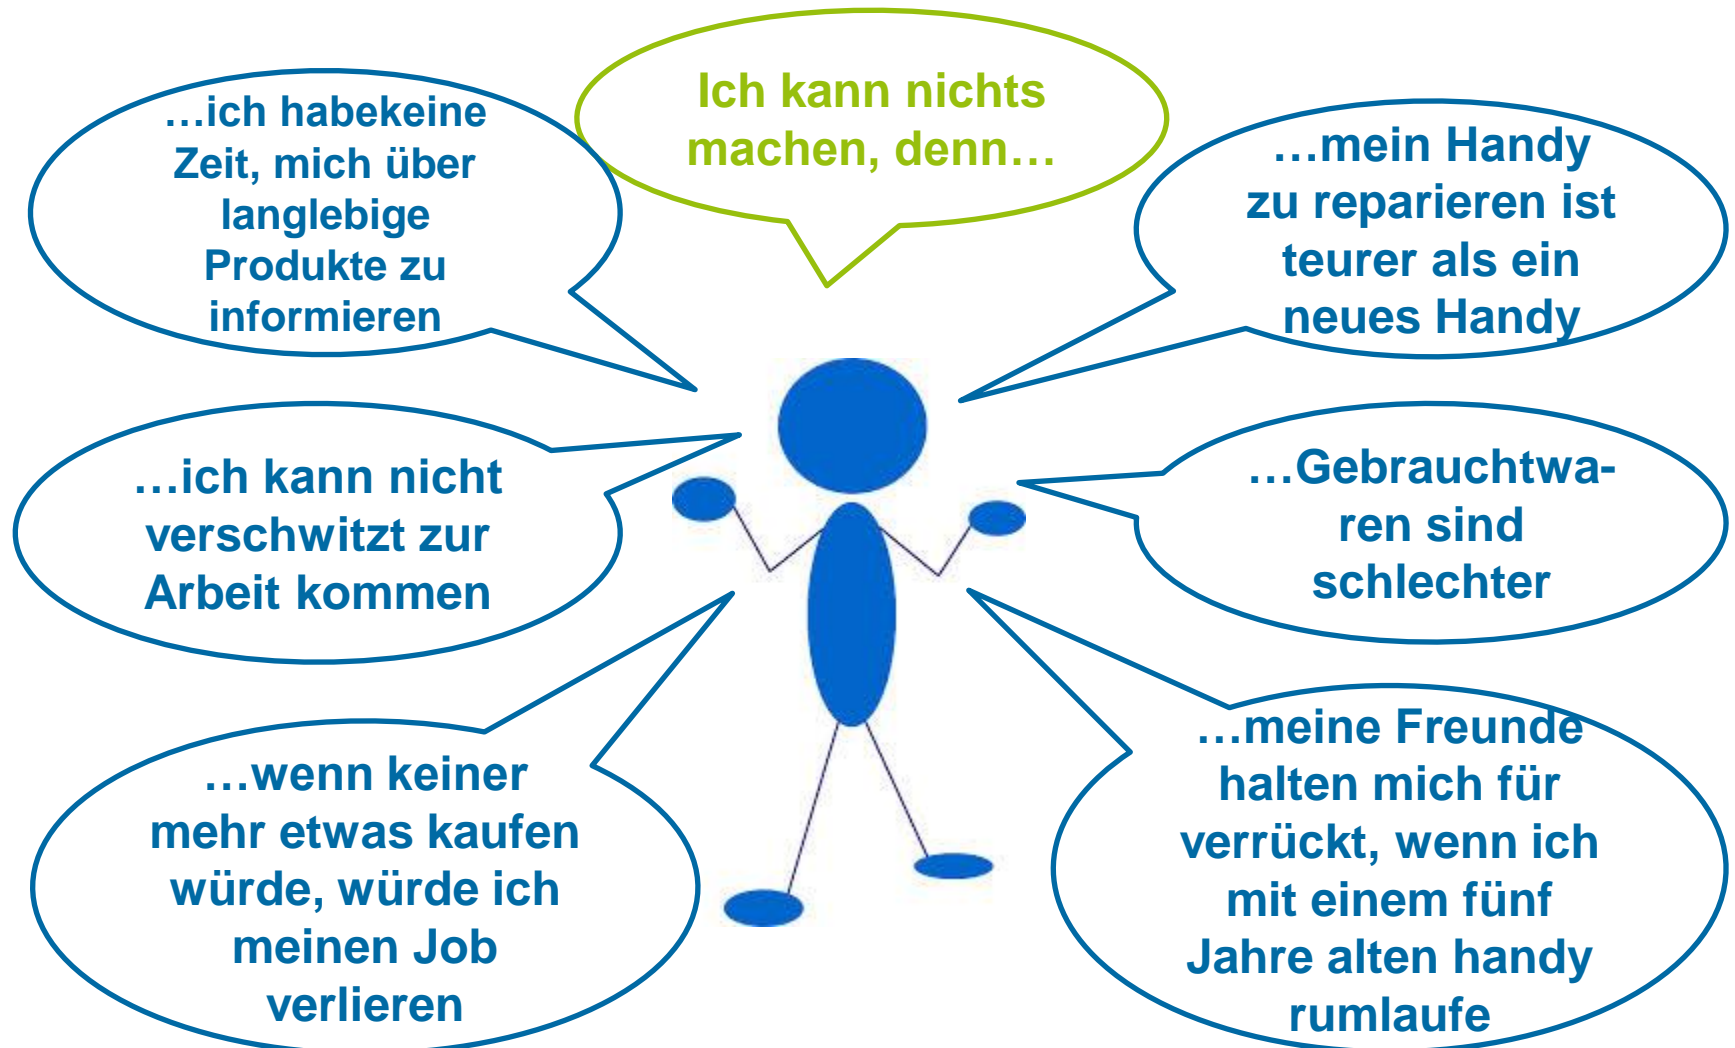 Ich kann nichts
machen, denn…
…ich habekeine
Zeit, mich über
langlebige
Produkte zu
informieren
…mein Handy
zu reparieren ist
teurer als ein
neues Handy
…ich kann nicht
verschwitzt zur
Arbeit kommen
…Gebrauchtwa-
ren sind
schlechter
…wenn keiner
mehr etwas kaufen
würde, würde ich
meinen Job
verlieren
…meine Freunde
halten mich für
verrückt, wenn ich
mit einem fünf
Jahre alten handy
rumlaufe